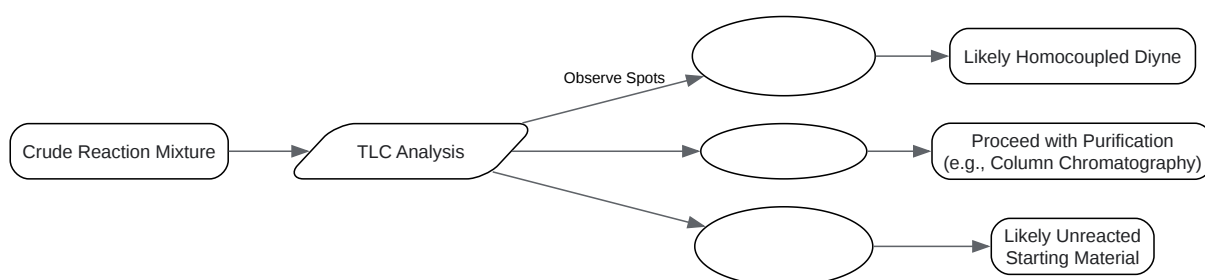 Observe Spots
Likely Homocoupled Diyne
Crude Reaction Mixture
TLC Analysis
Proceed with Purification
(e.g., Column Chromatography)
Likely Unreacted
Starting Material